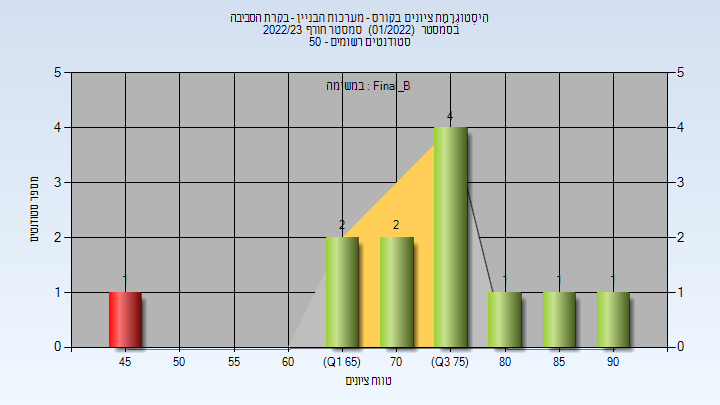 היסטוגרמת ציונים בקורס - מערכות הבניין - בקרת הסביבה
בסמסטר (01/2022) סמסטר חורף 2022/23
סטודנטים רשומים - 50
במשימה : Final_B
5 5
4 4 4
3 3
2 2 2 2
1 1 1 1 1 1
0 0
45 50 55 60 (Q1 65) 70 (Q3 75) 80 85 90
מספר סטודנטים
טווח ציונים